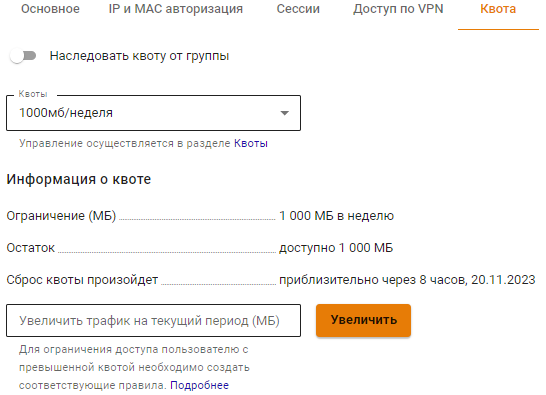 Основное IP и MAC авторизация Сессии Доступ по VPN Квота
Наследовать квоту от группы
Квоты
1000мб/неделя
Управление осуществляется в разделе Квоты
Информация о квоте
Ограничение (МБ) 1 000 МБ в неделю
Остаток доступно 1 000 МБ
Сброс квоты произойдет приблизительно через 8 часов, 20.11.2023
Увеличить трафик на текущий период (МБ) Увеличить
Для ограничения доступа пользователю с
превышенной квотой необходимо создать
соответствующие правила. Подробнее